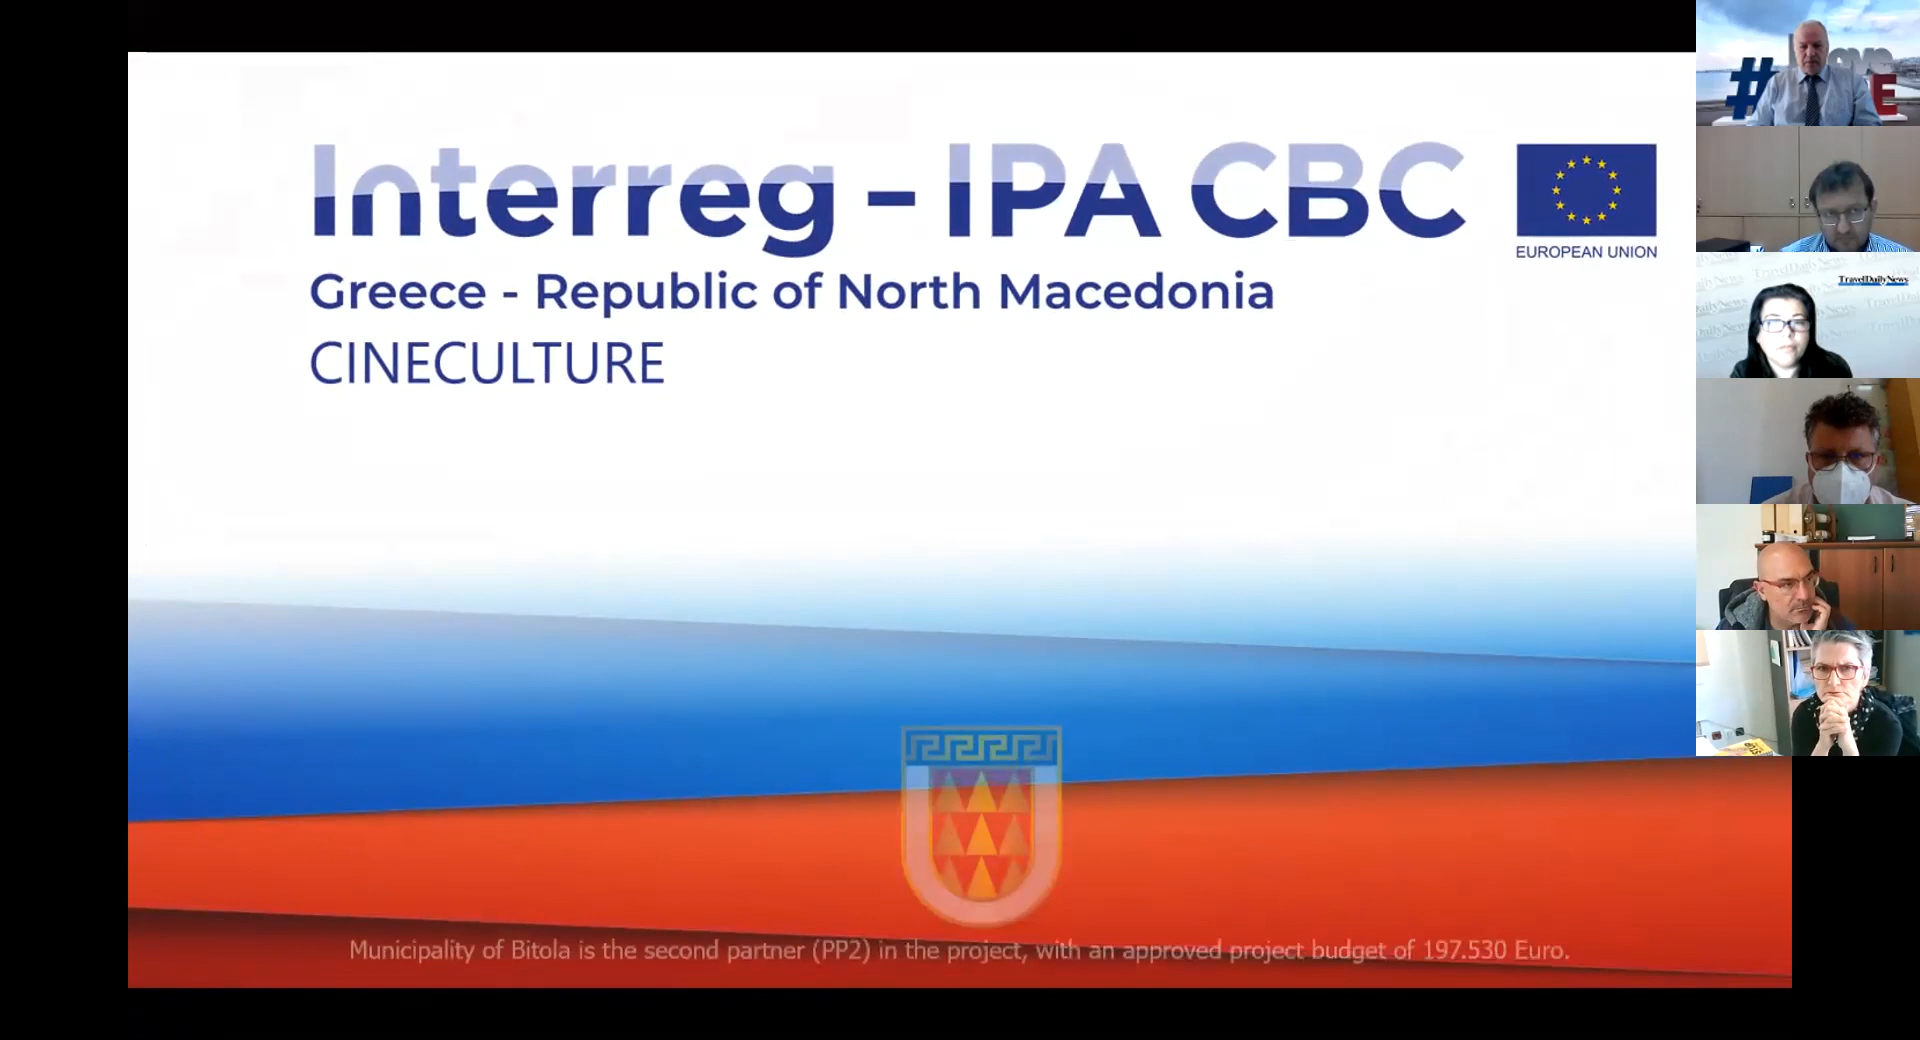 Interreg - IPA CBC
EUROPEAN UNION
Greece - Republic of North Macedonia
CINECULTURE
Municipality of Bitola is the second partner (PP2) in the project, with an approved project budget of 197.530 Euro.
TravelDailyNews